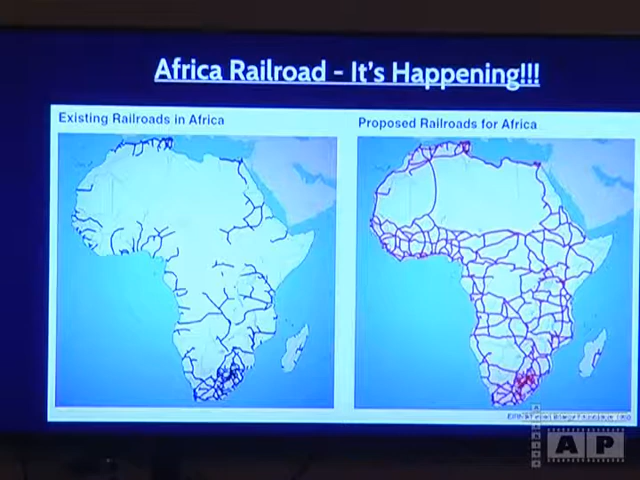 Africa Railroad - It's Happening!!!
Existing Railroads in Africa
Proposed Railroads for Africa
AP